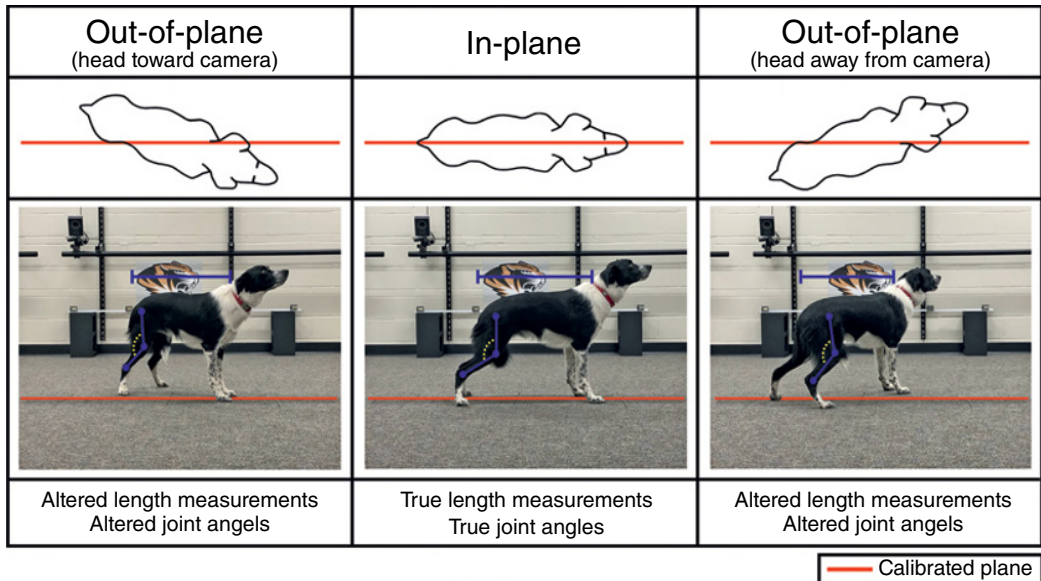 Out-of-plane
(head toward camera)
In-plane
Out-of-plane
(head away from camera)
Altered length measurements
Altered joint angels
True length measurements
True joint angles
Altered length measurements
Altered joint angels
Calibrated plane